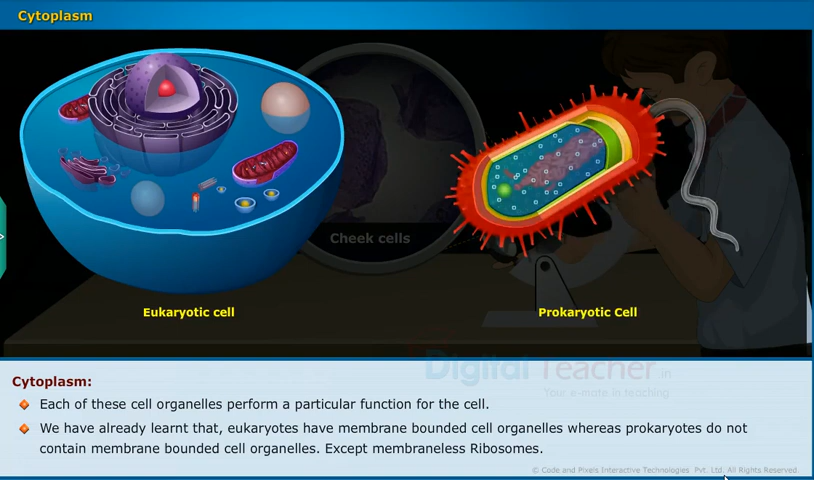 Cytoplasm
Cheek cells
Eukaryotic cell
Prokaryotic Cell
Digital Teacher.in
Your e-mate in teaching
Cytoplasm:
Each of these cell organelles perform a particular function for the cell.
We have already learnt that, eukaryotes have membrane bounded cell organelles whereas prokaryotes do not
contain membrane bounded cell organelles. Except membraneless Ribosomes.
© Code and Pixels Interactive Technologies Pvt. Ltd. All Rights Reserved.